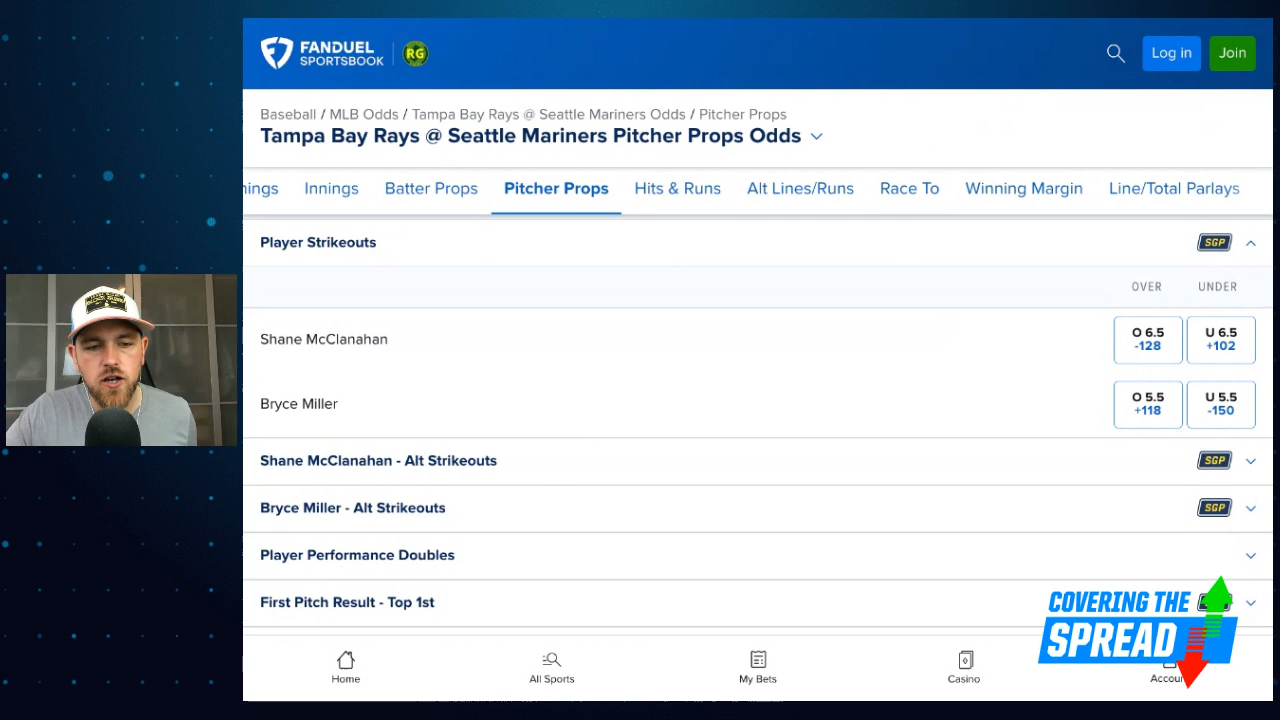 FANDUEL
SPORTSBOOK
RG
Log in
Join
Baseball / MLB Odds / Tampa Bay Rays @ Seattle Mariners Odds / Pitcher Props
Tampa Bay Rays @ Seattle Mariners Pitcher Props Odds
nings Innings Batter Props Pitcher Props Hits & Runs Alt Lines/Runs Race To Winning Margin Line/Total Parlays
Player Strikeouts SGP
OVER UNDER
Shane McClanahan
O 6.5 U 6.5
-128 +102
Bryce Miller
O 5.5 U 5.5
+118 -150
Shane McClanahan - Alt Strikeouts SGP
Bryce Miller - Alt Strikeouts SGP
Player Performance Doubles
First Pitch Result - Top 1st
COVERING THE
SPREAD
Home
All Sports
My Bets
Casino
Accou